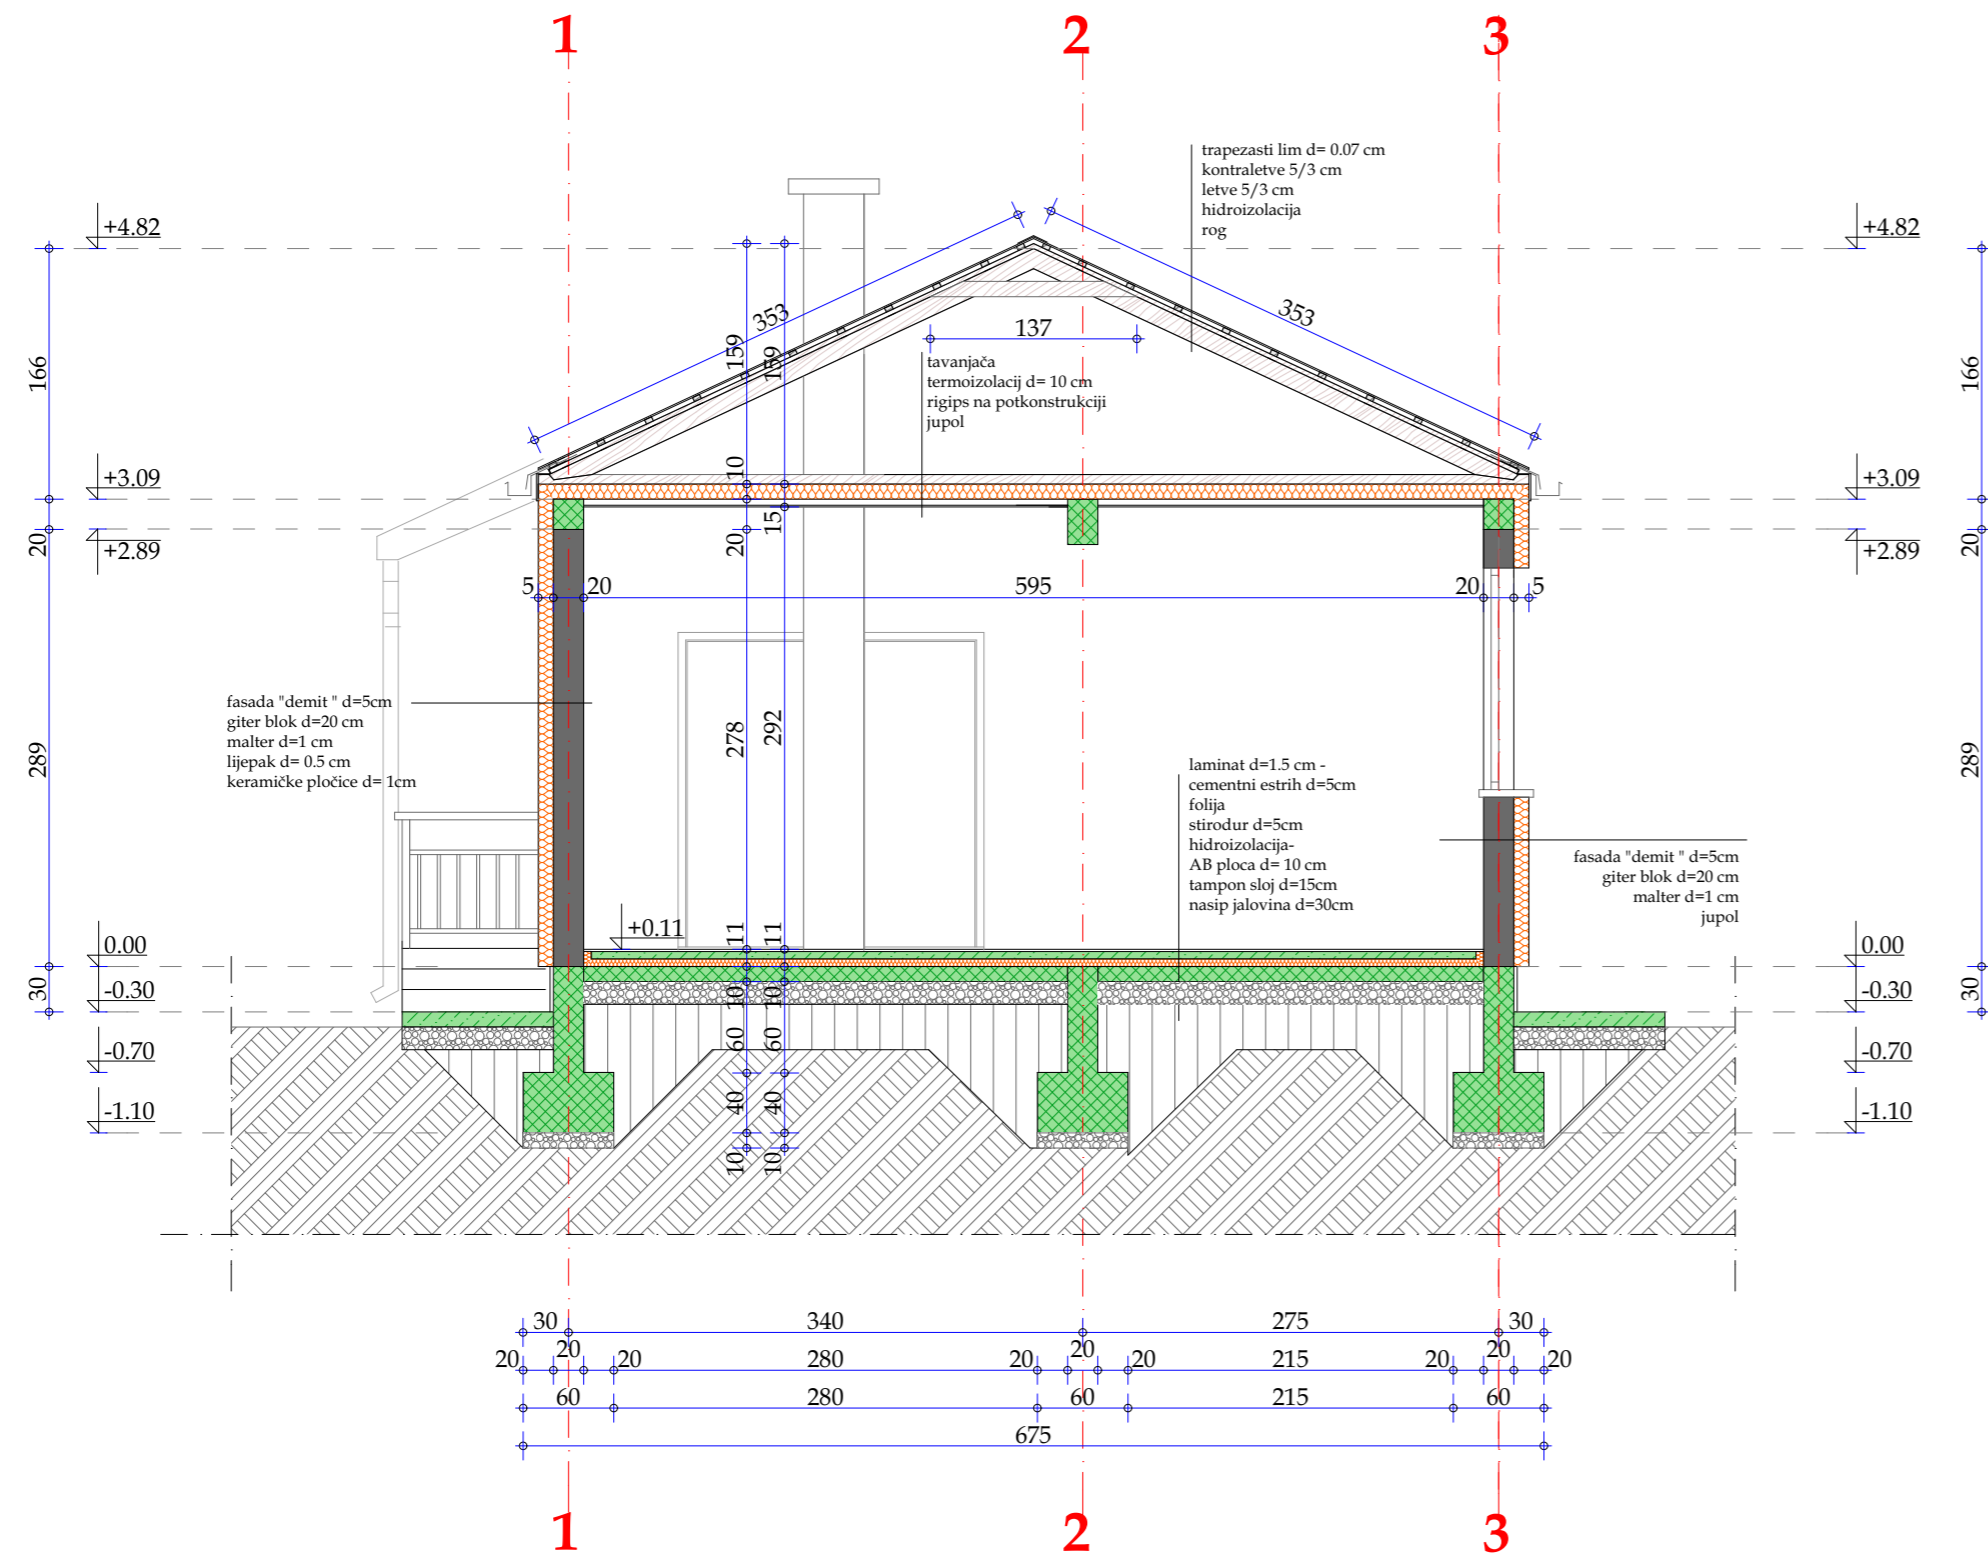 1
2
3
trapezasti lim d= 0.07 cm
kontraletve 5/3 cm
letve 5/3 cm
hidroizolacija
rog
+4.82
+4.82
353
353
137
159
159
166
166
tavanjača
termoizolacij d= 10 cm
rigips na potkonstrukciji
jupol
+3.09
+3.09
10
15
20
20
20
+2.89
+2.89
5
20
595
20
5
fasada "demit " d=5cm
giter blok d=20 cm
malter d=1 cm
lijepak d= 0.5 cm
keramičke pločice d= 1cm
289
278
292
289
laminat d=1.5 cm -
cementni estrih d=5cm
folija
stirodur d=5cm
hidroizolacija-
AB ploca d= 10 cm
tampon sloj d=15cm
nasip jalovina d=30cm
fasada "demit " d=5cm
giter blok d=20 cm
malter d=1 cm
jupol
+0.11
11
11
0.00
0.00
30
-0.30
10
10
-0.30
30
-0.70
60
60
-0.70
-1.10
40
40
-1.10
10
10
30
340
275
30
20
20
20
280
20
20
20
215
20
20
20
60
280
60
215
60
675
1
2
3